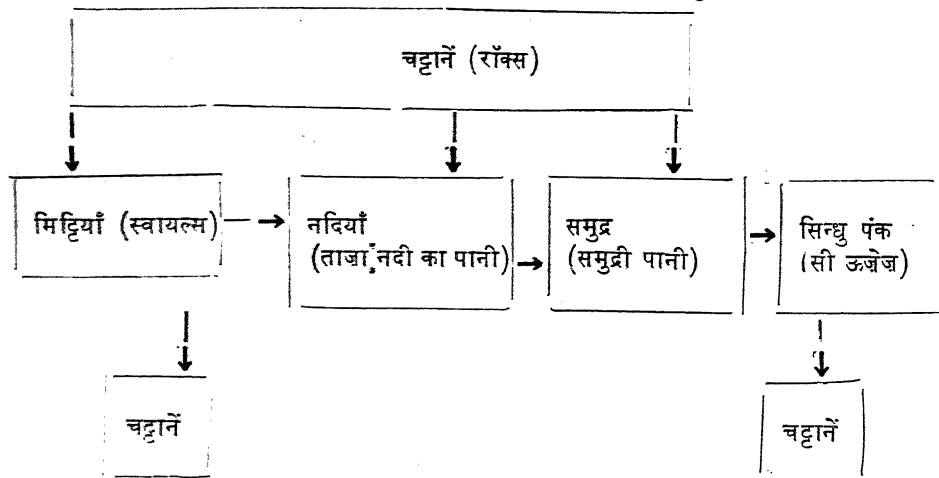 चट्टानें (रॉक्स)
मिट्टियाँ (स्वायल्स)
नदियाँ
(ताजा नदी का पानी)
समुद्र
(समुद्री पानी)
सिन्धु पंक
(सी ऊज़ेज़)
चट्टानें
चट्टानें